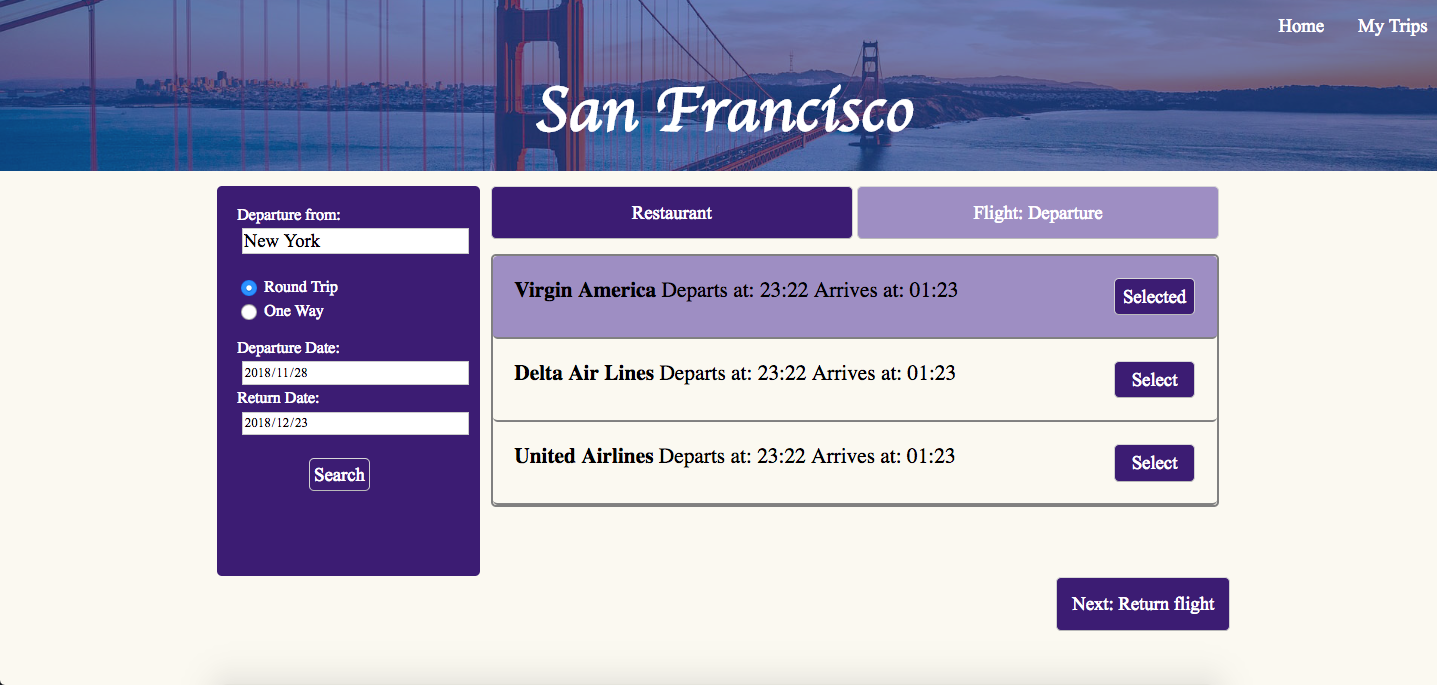 Home My Trips
San Francisco
Departure from:
New York
Round Trip
One Way
Departure Date:
2018/11/28
Return Date:
2018/12/23
Search
Restaurant
Flight: Departure
Virgin America Departs at: 23:22 Arrives at: 01:23
Selected
Delta Air Lines Departs at: 23:22 Arrives at: 01:23
Select
United Airlines Departs at: 23:22 Arrives at: 01:23
Select
Next: Return flight